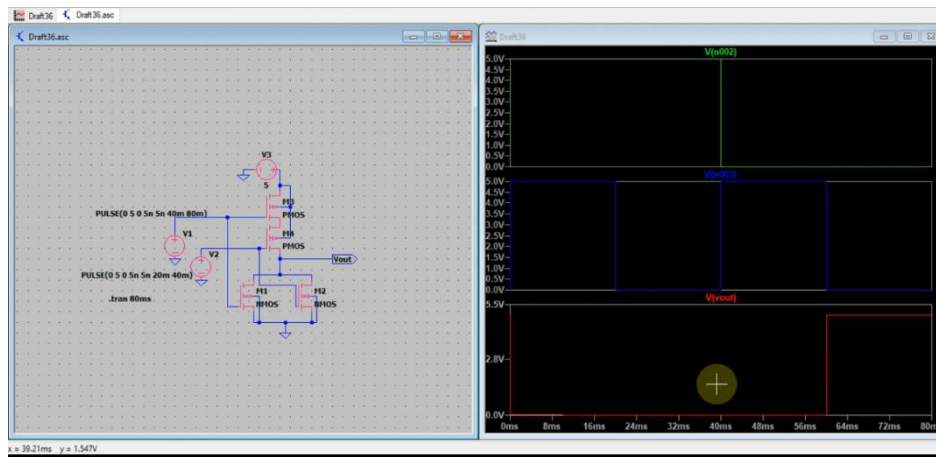 Draft36 Draft36.asc
Draft36.asc
V3
5
M3
PULSE(0 5 0 5n 5n 40m 80m)
PMOS
M4
V1
PMOS
V2
Vout
PULSE(0 5 0 5n 5n 20m 40m)
M1 M2
.tran 80ms
NMOS NMOS
Draft36
V(n002)
5.0V
4.5V
4.0V
3.5V
3.0V
2.5V
2.0V
1.5V
1.0V
0.5V
0.0V
V(n003)
5.0V
4.5V
4.0V
3.5V
3.0V
2.5V
2.0V
1.5V
1.0V
0.5V
0.0V
V(vout)
5.5V
2.8V
0.0V
0ms 8ms 16ms 24ms 32ms 40ms 48ms 56ms 64ms 72ms 80m
x = 39.21ms y = 1.547V